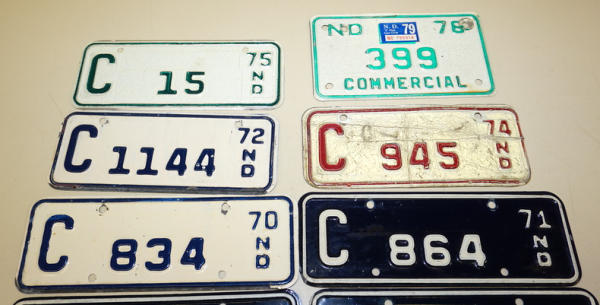 C 15 75 ND
ND N.D. 79 76
399
COMMERCIAL
C 1144 72 ND
C 945 74 ND
C 834 70 ND
C 864 71 ND